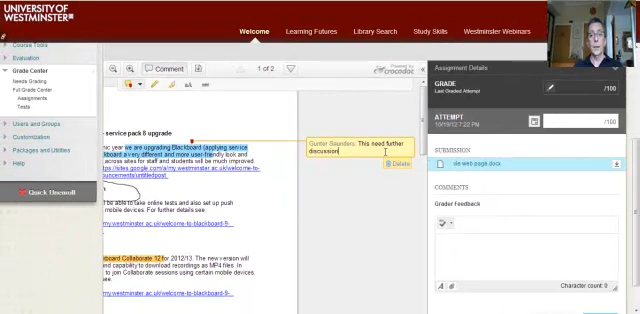 UNIVERSITY OF
WESTMINSTER
Welcome
Learning Futures
Library Search
Study Skills
Westminster Webinars
Course Tools
Evaluation
Grade Center
Needs Grading
Full Grade Center
Assignments
Tests
Users and Groups
Customization
Packages and Utilities
Help
Quick Unenroll
Comment
1 of 2
Powered by
crocodoc
service pack 8 upgrade
mic year we are upgrading Blackboard (applying service
kboard a very different and more user-friendly look and
across sites for staff and students will be much improved.
ttps://sites.google.com/a/my.westminster.ac.uk/welcome-to-
ouncements/untitledpost
l be able to take online tests and also set up push
mobile devices. For further details see:
my.westminster.ac.uk/welcome-to-blackboard-9-
board Collaborate 12 for 2012/13. The new version will
nd capability to download recordings as MP4 files. In
to join Collaborate sessions using certain mobile devices.
see.
my.westminster.ac.uk/welcome-to-blackboard-9-
Gunter Saunders: This need further
discussion
Delete
Assignment Details
GRADE
Last Graded Attempt
/100
ATTEMPT
10/19/12 7:22 PM
/100
SUBMISSION
vle web page.docx
COMMENTS
Grader Feedback
Character count: 0